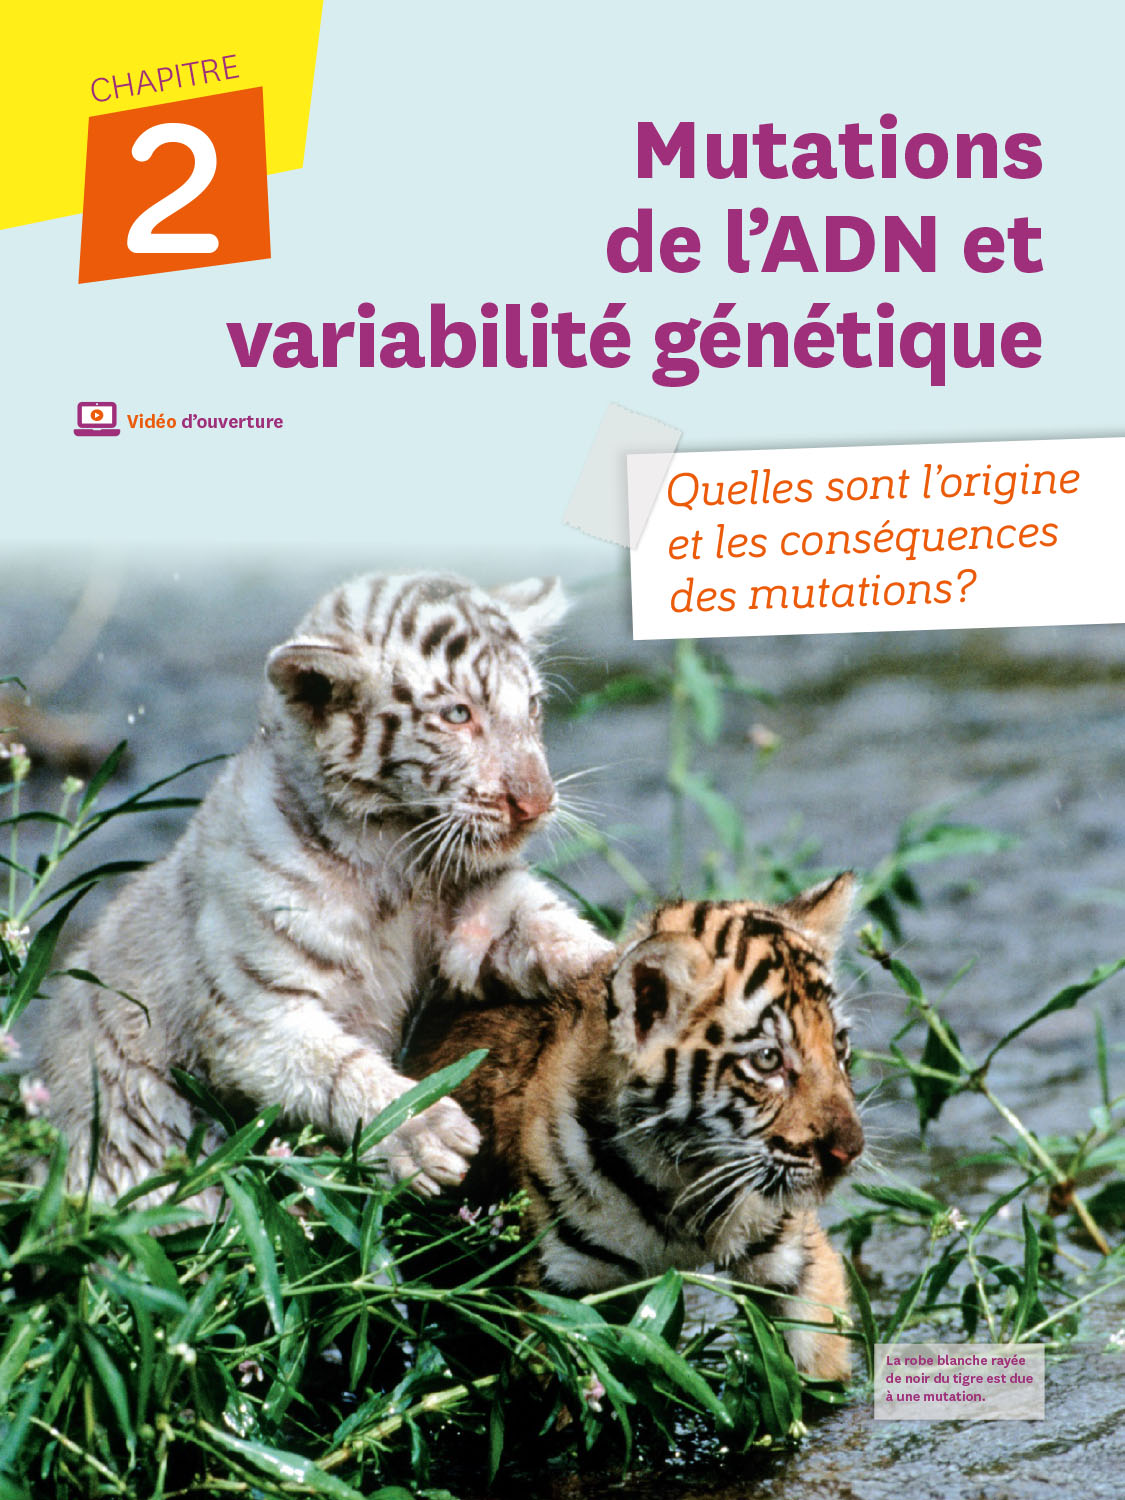 CHAPITRE
2
Mutations
de l’ADN et
variabilité génétique
Vidéo d’ouverture
Quelles sont l’origine
et les conséquences
des mutations?
La robe blanche rayée
de noir du tigre est due
à une mutation.